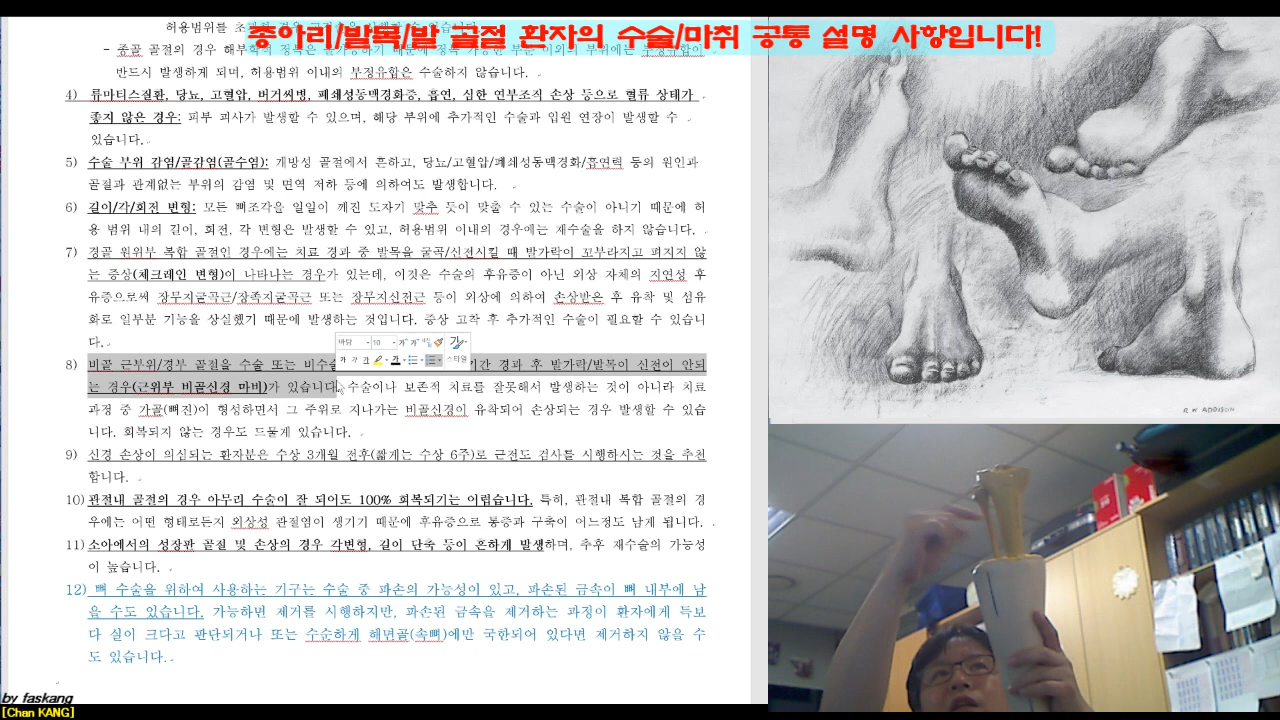 종아리/발목/발 골절 환자의 수술/마취 공통 설명 사항입니다!
허용범위를
- 종골 골절의 경우
반드시 발생하게 되며, 허용범위 이내의 부정유합은 수술하지 않습니다.
4) 류마티스질환, 당뇨, 고혈압, 버거씨병, 폐쇄성동맥경화증, 흡연, 심한 연부조직 손상 등으로 혈류 상태가
좋지 않은 경우: 피부 괴사가 발생할 수 있으며, 해당 부위에 추가적인 수술과 입원 연장이 발생할 수
있습니다.
5) 수술 부위 감염/골감염(골수염): 개방성 골절에서 흔하고, 당뇨/고혈압/폐쇄성동맥경화/흡연력 등의 원인과
골절과 관계없는 부위의 감염 및 면역 저하 등에 의하여도 발생합니다.
6) 길이/각/회전 변형: 모든 뼈조각을 일일이 깨진 도자기 맞추 듯이 맞출 수 있는 수술이 아니기 때문에 허
용 범위 내의 길이, 회전, 각 변형은 발생할 수 있고, 허용범위 이내의 경우에는 재수술을 하지 않습니다.
7) 경골 원위부 복합 골절인 경우에는 치료 경과 중 발목을 굴곡/신전시킬 때 발가락이 꼬부라지고 펴지지 않
는 증상(체크레인 변형)이 나타나는 경우가 있는데, 이것은 수술의 후유증이 아닌 외상 자체의 지연성 후
유증으로써 장무지굴곡근/장족지굴곡근 또는 장무지신전근 등이 외상에 의하여 손상받은 후 유착 및 섬유
화로 일부분 기능을 상실했기 때문에 발생하는 것입니다. 증상 고착 후 추가적인 수술이 필요할 수 있습니
다.
바탕 10
스타일
8) 비골 근부위/경부 골절을 수술 또는 비수술 기간 경과 후 발가락/발목이 신전이 안되
는 경우(근위부 비골신경 마비)가 있습니다. 수술이나 보존적 치료를 잘못해서 발생하는 것이 아니라 치료
과정 중 가골(뼈진)이 형성하면서 그 주위로 지나가는 비골신경이 유착되어 손상되는 경우 발생할 수 있습
니다. 회복되지 않는 경우도 드물게 있습니다.
9) 신경 손상이 의심되는 환자분은 수상 3개월 전후(짧게는 수상 6주)로 근전도 검사를 시행하시는 것을 추천
합니다.
10) 관절내 골절의 경우 아무리 수술이 잘 되어도 100% 회복되기는 어렵습니다. 특히, 관절내 복합 골절의 경
우에는 어떤 형태로든지 외상성 관절염이 생기기 때문에 후유증으로 통증과 구축이 어느정도 남게 됩니다.
11) 소아에서의 성장판 골절 및 손상의 경우 각변형, 길이 단축 등이 흔하게 발생하며, 추후 재수술의 가능성
이 높습니다.
12) 뼈 수술을 위하여 사용하는 기구는 수술 중 파손의 가능성이 있고, 파손된 금속이 뼈 내부에 남
을 수도 있습니다. 가능하면 제거를 시행하지만, 파손된 금속을 제거하는 과정이 환자에게 득보
다 실이 크다고 판단되거나 또는 수순하게 해면골(속뼈)에만 국한되어 있다면 제거하지 않을 수
도 있습니다.
R W ADDISON
by faskang
[Chan KANG]